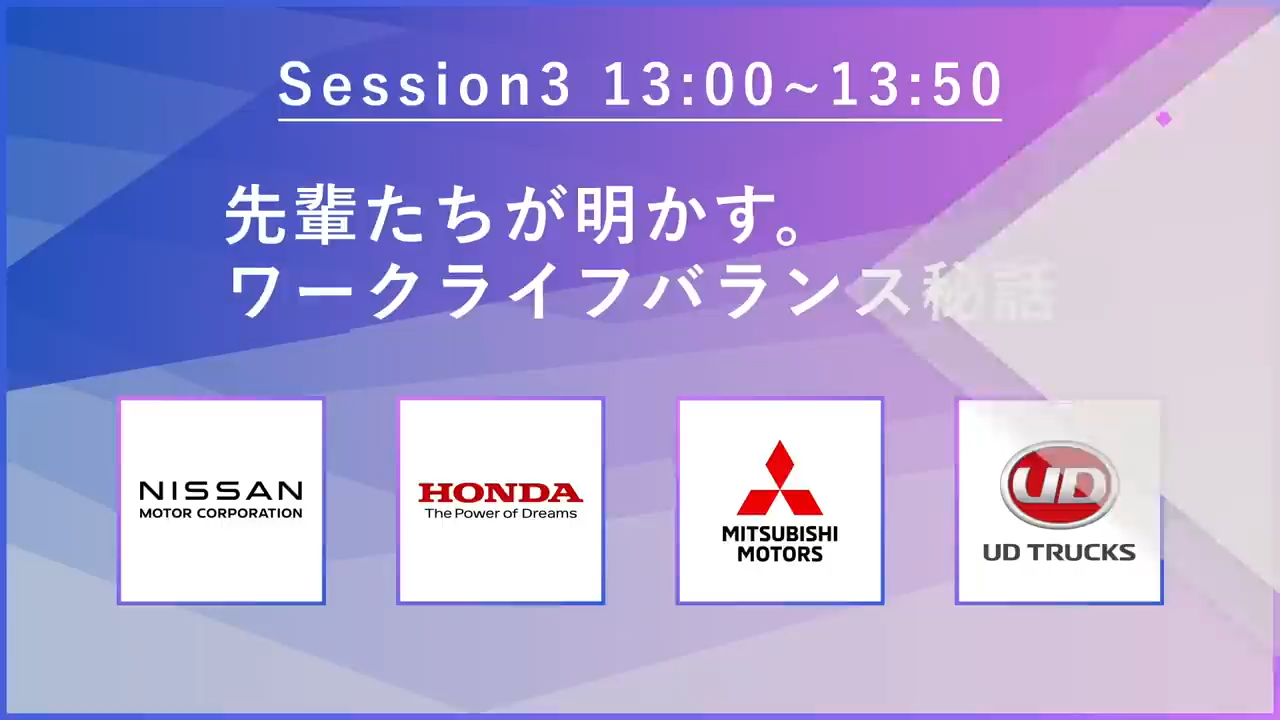 Session3 13:00~13:50
先輩たちが明かす。
ワークライフバランス秘話
NISSAN
MOTOR CORPORATION
HONDA
The Power of Dreams
MITSUBISHI
MOTORS
UD
UD TRUCKS